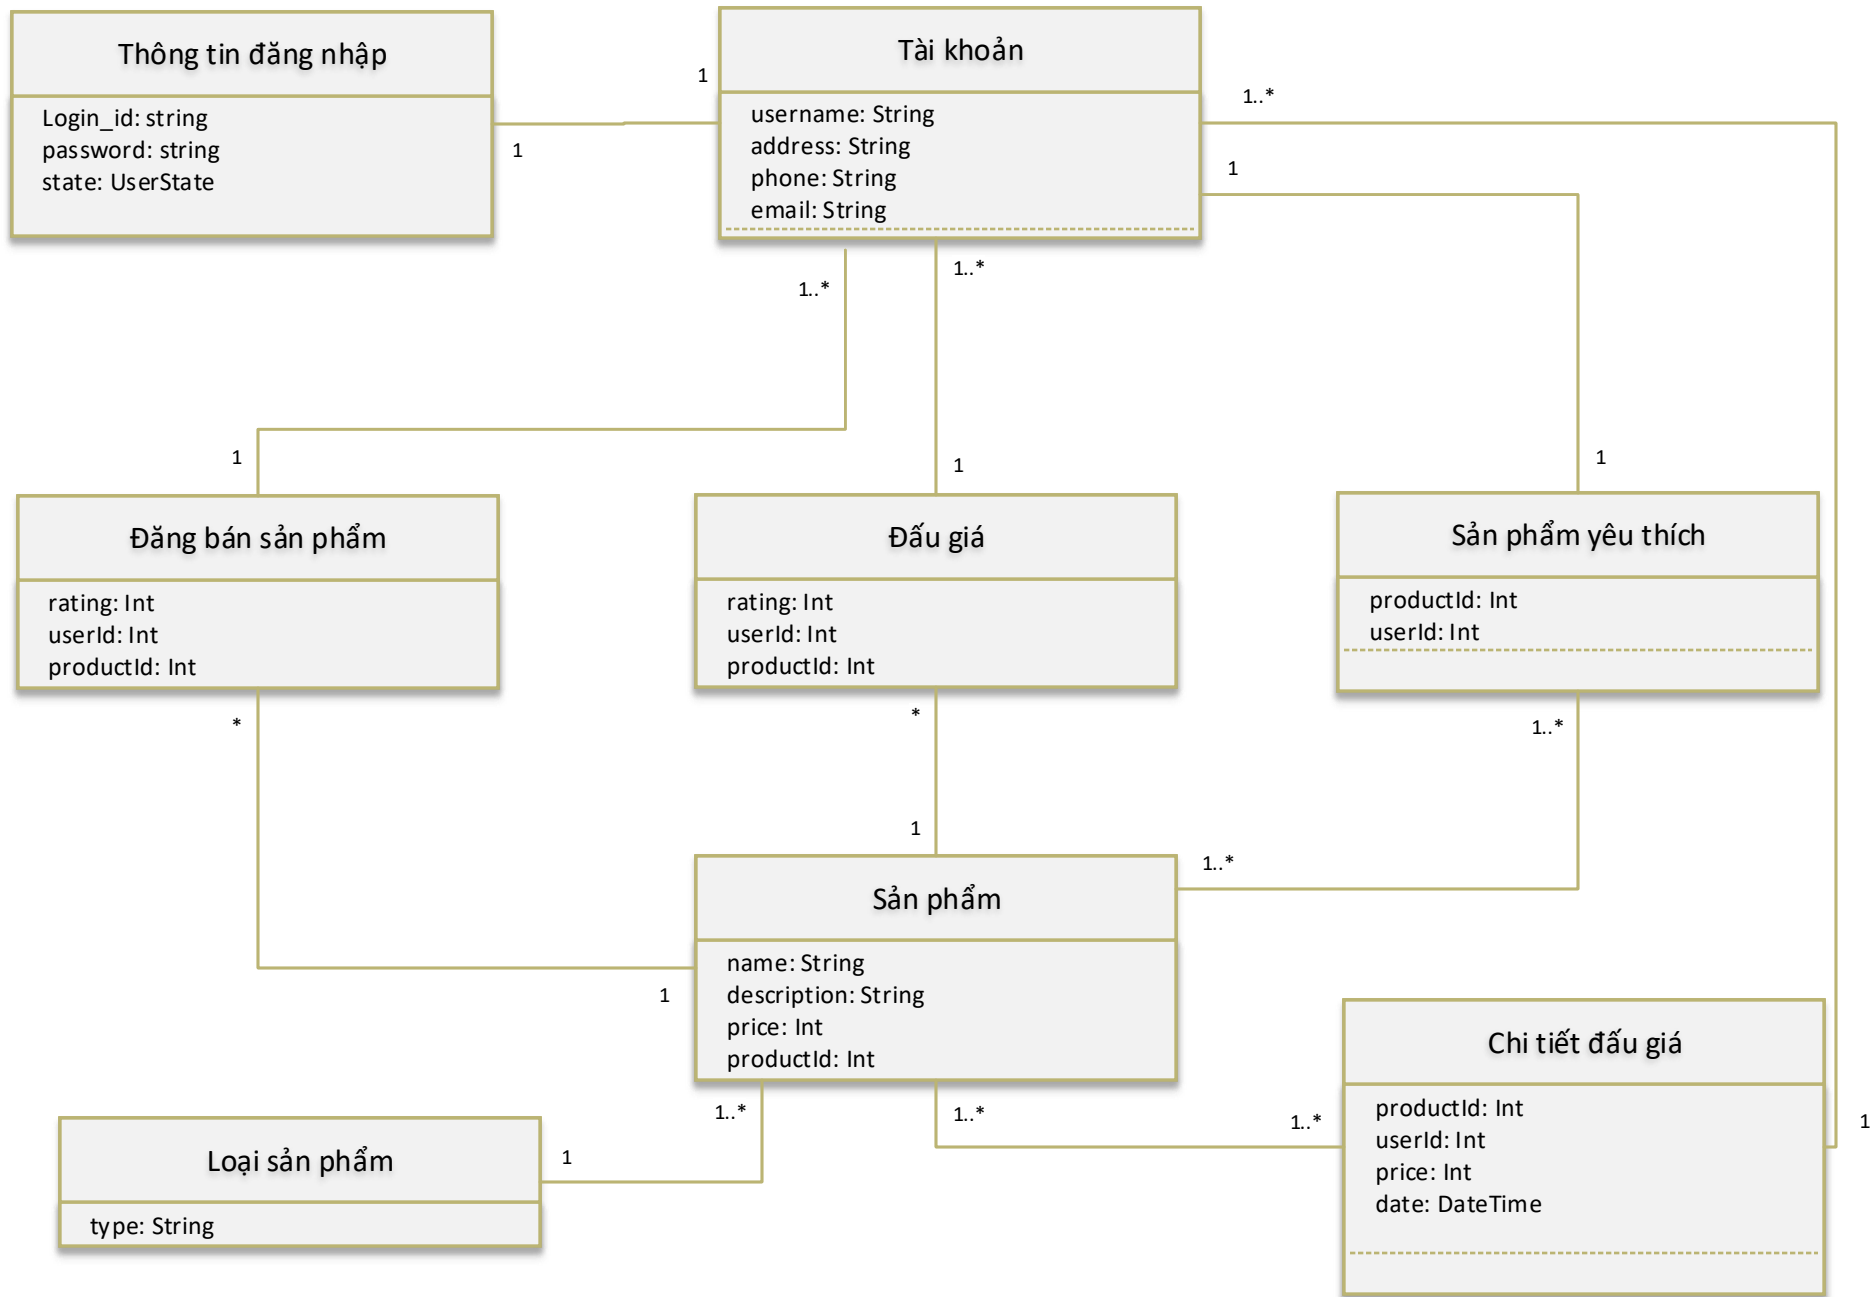 Thông tin đăng nhập
Login_id: string
password: string
state: UserState
1
1
Tài khoản
username: String
address: String
phone: String
email: String
1..*
1
1..*
1..*
1
1
1
Đăng bán sản phẩm
rating: Int
userId: Int
productId: Int
Đấu giá
rating: Int
userId: Int
productId: Int
Sản phẩm yêu thích
productId: Int
userId: Int
*
*
1..*
1
1..*
1
Sản phẩm
name: String
description: String
price: Int
productId: Int
1..*
1..*
1..*
1
1
Loại sản phẩm
type: String
Chi tiết đấu giá
productId: Int
userId: Int
price: Int
date: DateTime